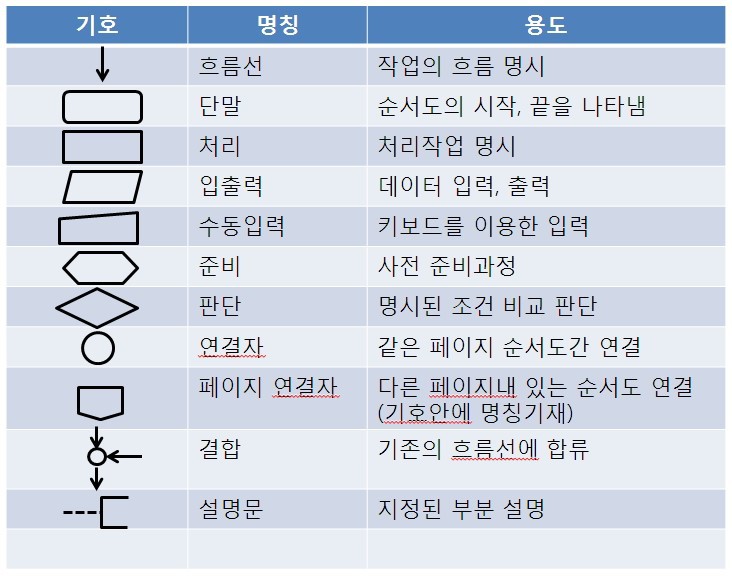 기호 명칭 용도
흐름선 작업의 흐름 명시
단말 순서도의 시작, 끝을 나타냄
처리 처리작업 명시
입출력 데이터 입력, 출력
수동입력 키보드를 이용한 입력
준비 사전 준비과정
판단 명시된 조건 비교 판단
연결자 같은 페이지 순서도간 연결
페이지 연결자 다른 페이지내 있는 순서도 연결
(기호안에 명칭기재)
결합 기존의 흐름선에 합류
설명문 지정된 부분 설명